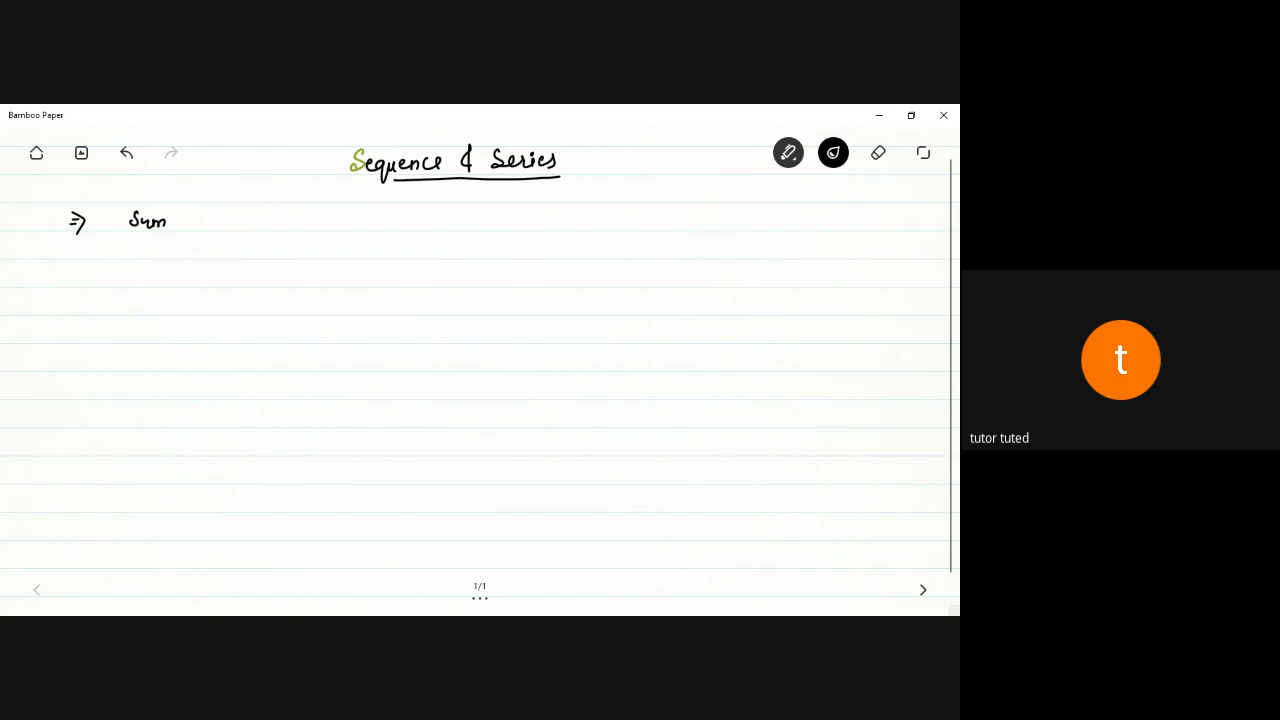 Bamboo Paper
Sequence & Series
⇒ Sum
t
tutor tuted
1/1